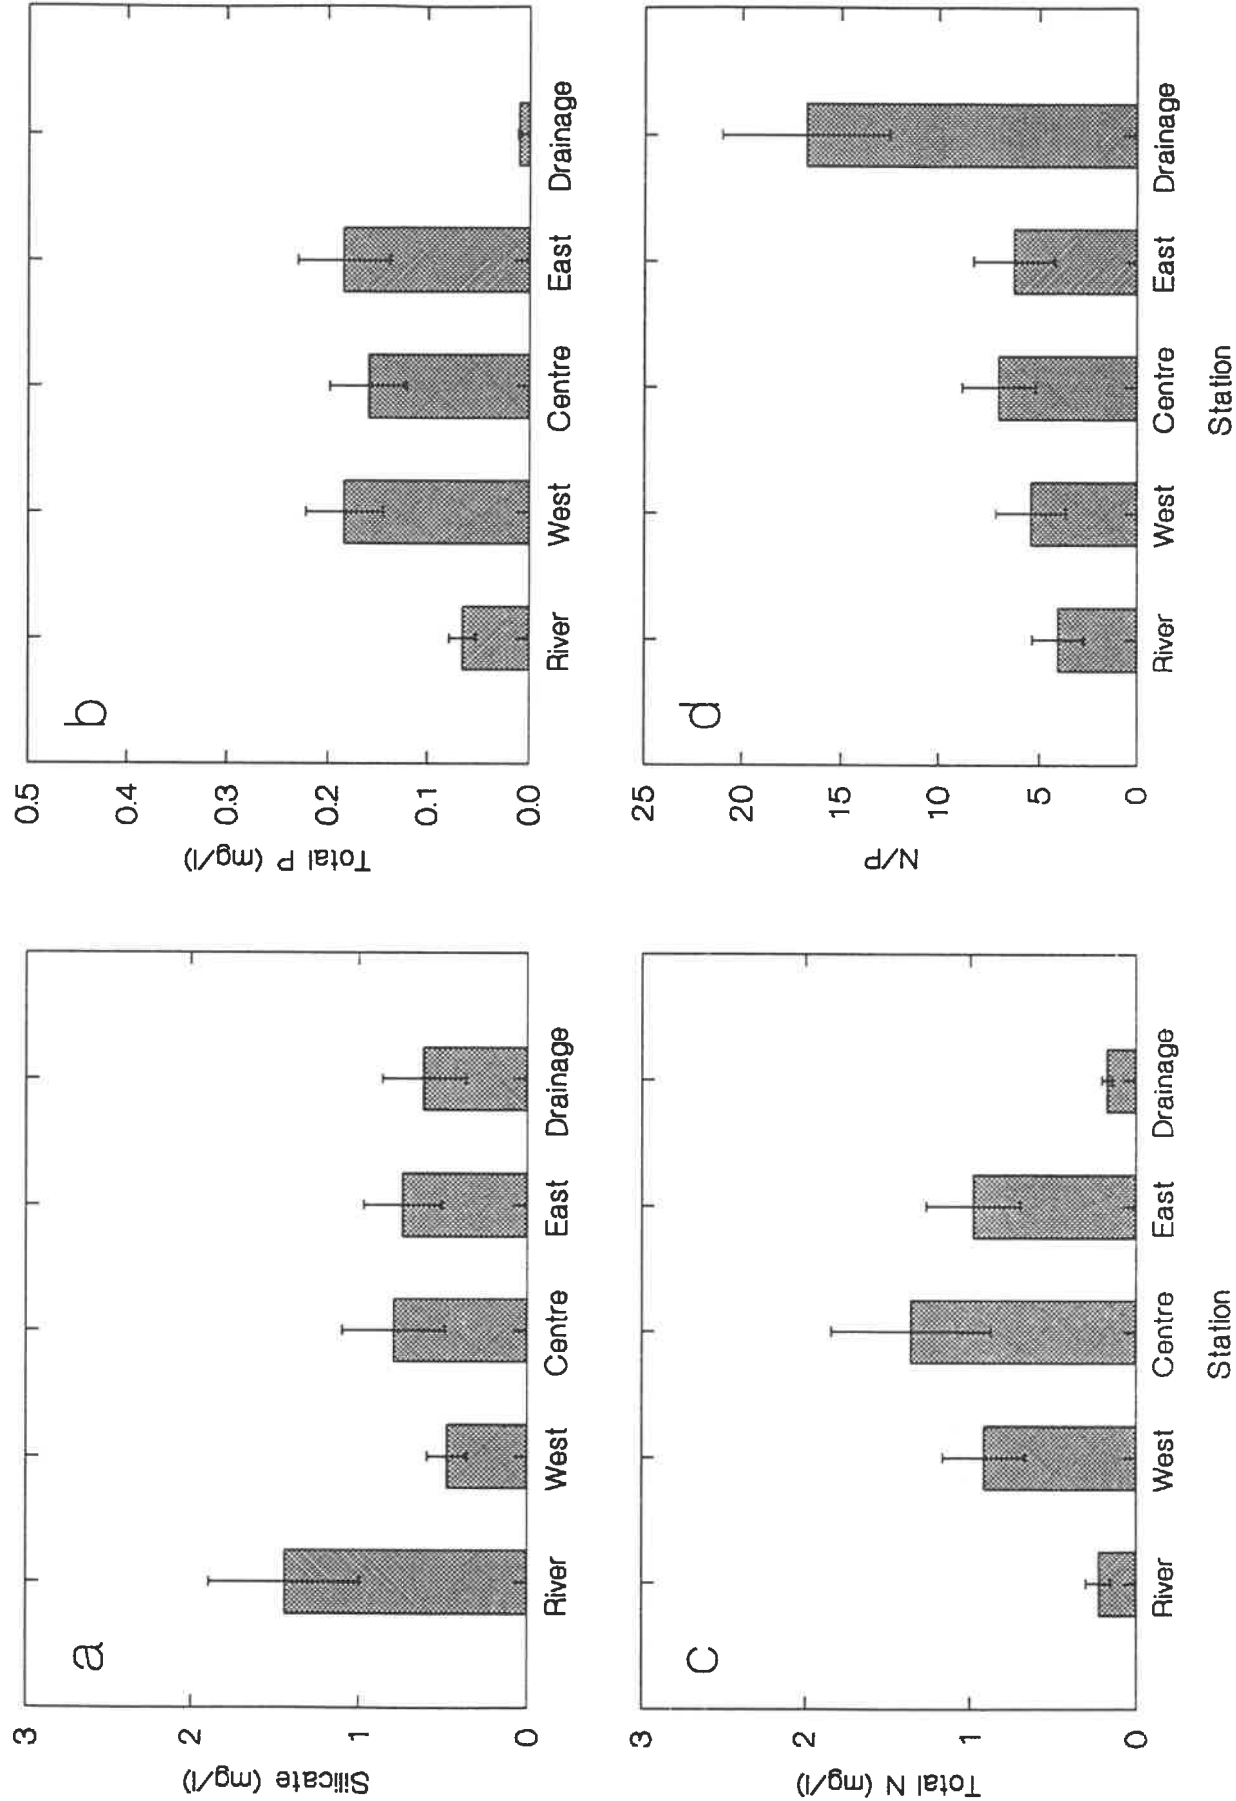 a
Silicate (mg/l)
3
2
1
0
River West Centre East Drainage
b
Total P (mg/l)
0.5
0.4
0.3
0.2
0.1
0.0
River West Centre East Drainage
c
Total N (mg/l)
3
2
1
0
River West Centre East Drainage
Station
d
N/P
25
20
15
10
5
0
River West Centre East Drainage
Station